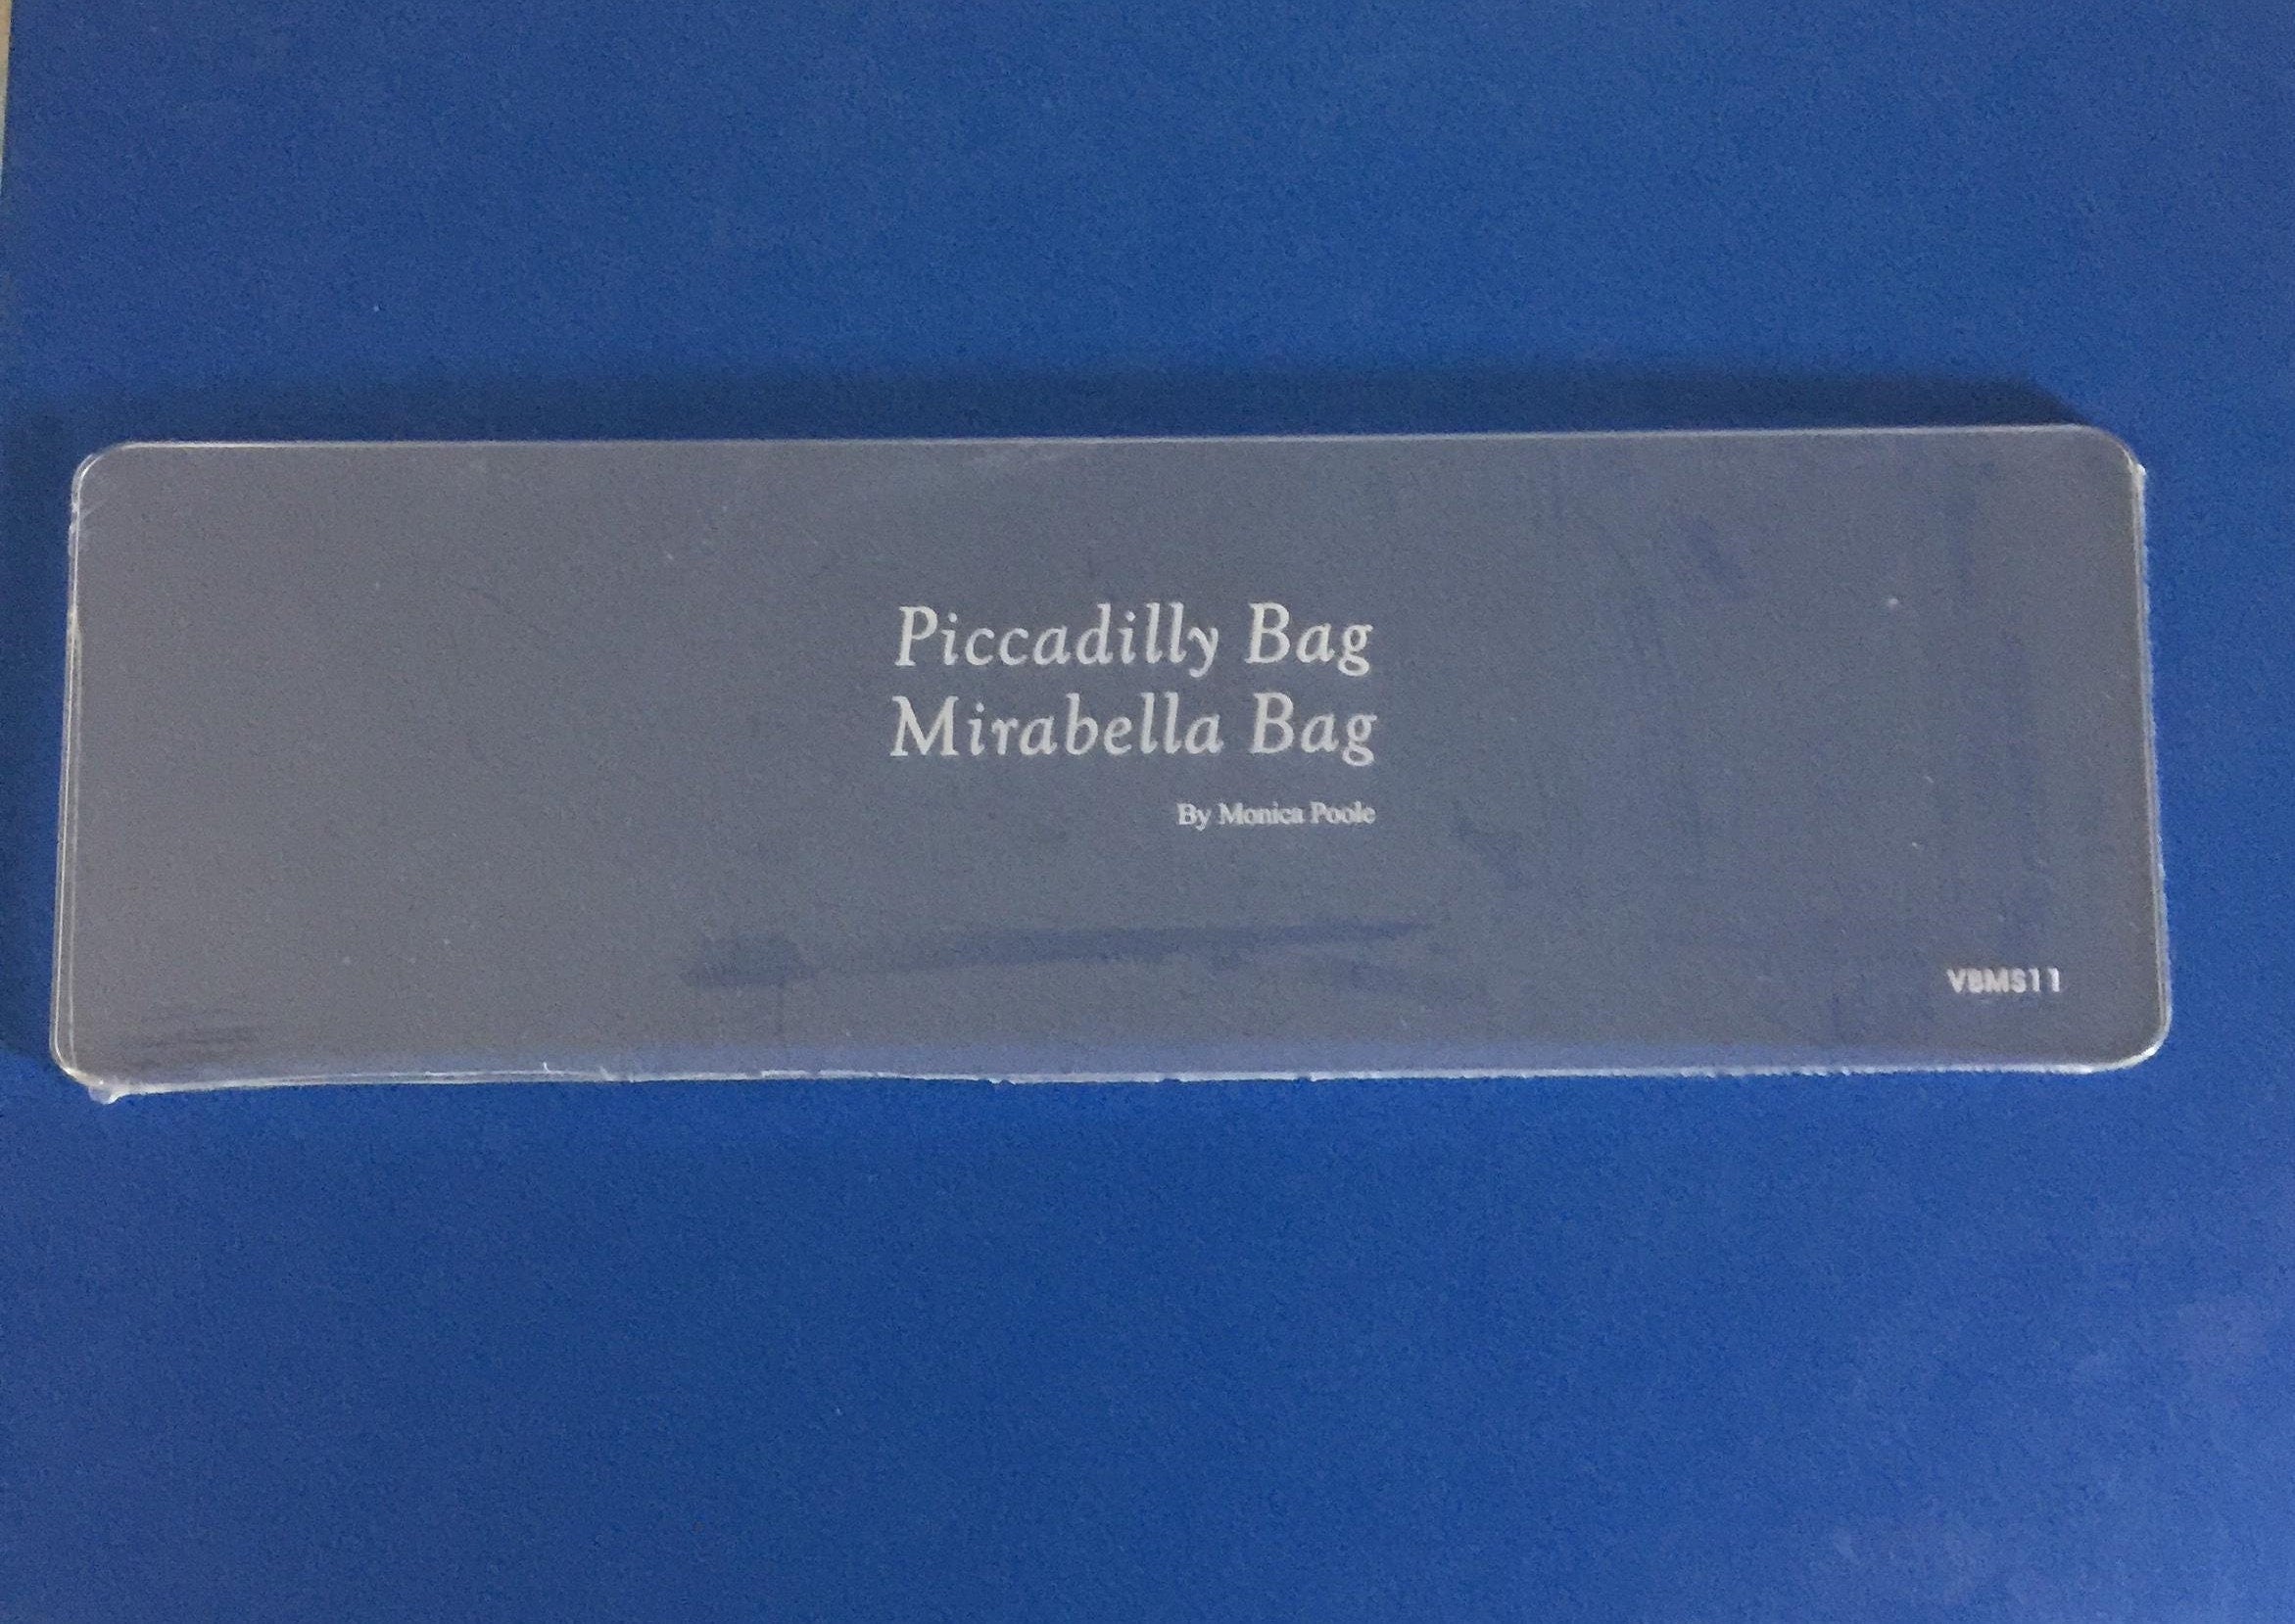 Piccadilly Bag
Mirabella Bag
By Monica Poole
VBMS11